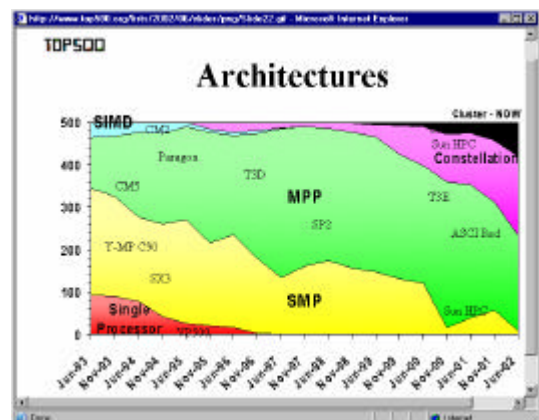 http://www.top500.org/lists/2002/06/slides/png/Slide22.gif - Microsoft Internet Explorer
TOP500
Architectures
Cluster - NOW
500
SIMD
CM2
Sun HPC
Constellation
400
Paragon
T3D
CM5
MPP
T3E
300
SP2
ASCI Red
Y-MP C90
200
SX3
100
Single
Processor
SMP
Sun HPC
VP500
0
Jun-93
Nov-93
Jun-94
Nov-94
Jun-95
Nov-95
Jun-96
Nov-96
Jun-97
Nov-97
Jun-98
Nov-98
Jun-99
Nov-99
Jun-00
Nov-00
Jun-01
Nov-01
Jun-02
Done
Internet